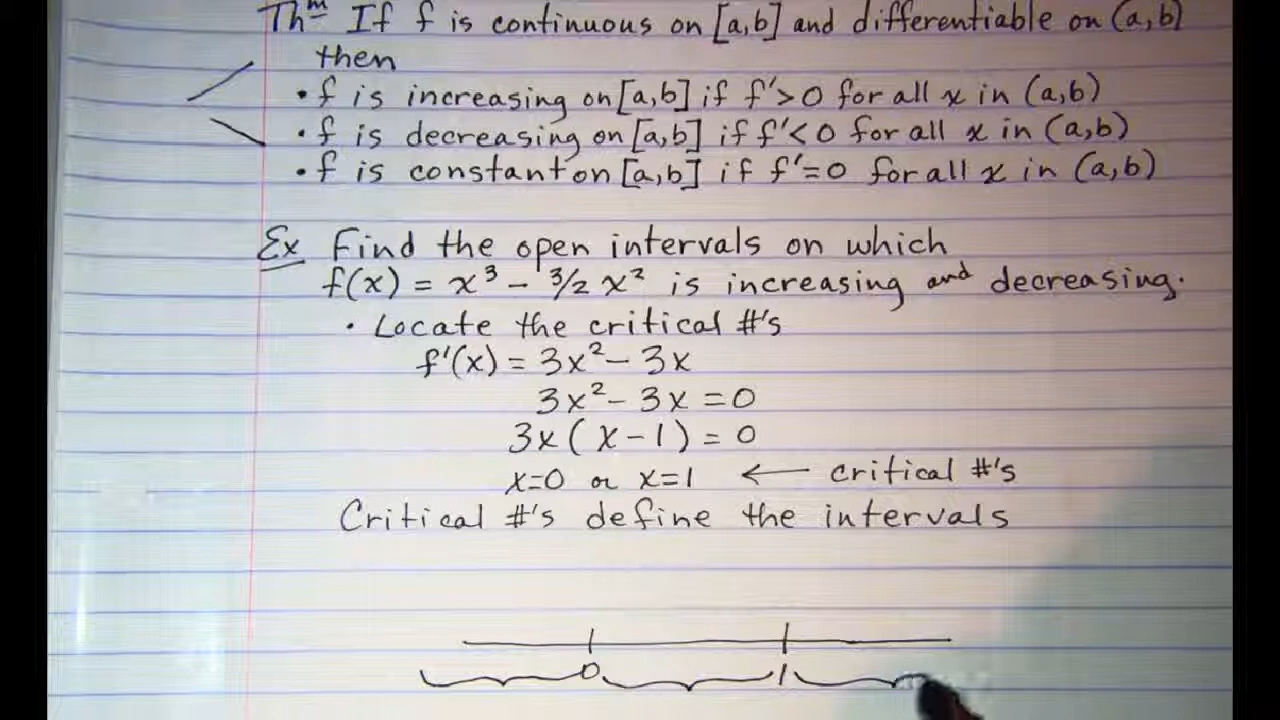 Thm If f is continuous on [a,b] and differentiable on (a,b)
then
• f is increasing on [a,b] if f'>0 for all x in (a,b)
• f is decreasing on [a,b] if f'<0 for all x in (a,b)
• f is constant on [a,b] if f'=0 for all x in (a,b)
Ex Find the open intervals on which
f(x) = x³ - 3/2 x² is increasing and decreasing.
• Locate the critical #'s
f'(x) = 3x² - 3x
3x² - 3x = 0
3x(x-1) = 0
x=0 or x=1 ← critical #'s
Critical #'s define the intervals
0 1